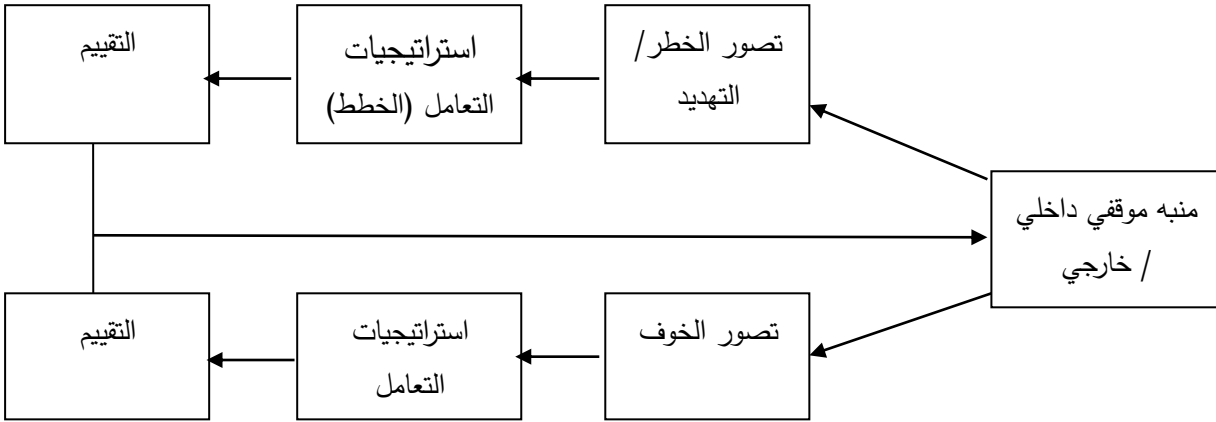 تصور الخطر/
التهديد
استراتيجيات
التعامل (الخطط)
التقييم
منبه موقفي داخلي
/ خارجي
تصور الخوف
استراتيجيات
التعامل
التقييم